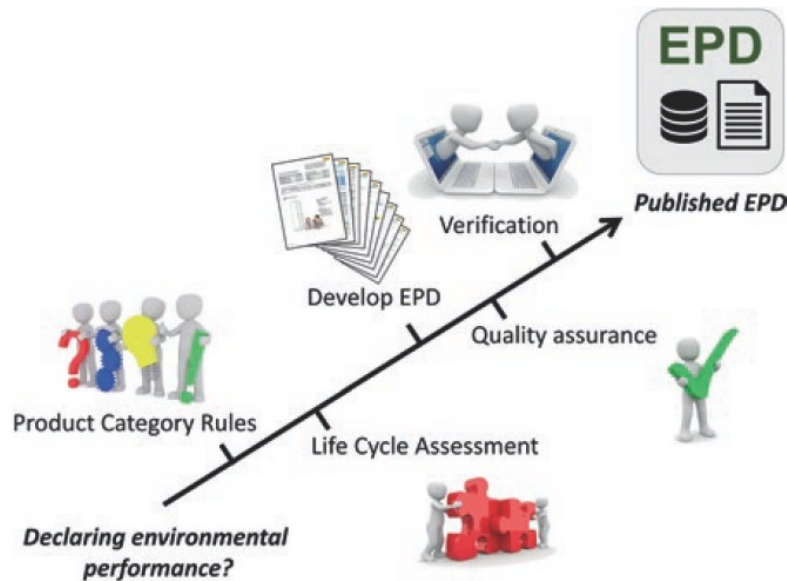 EPD
Published EPD
Verification
Develop EPD
Quality assurance
Product Category Rules
Life Cycle Assessment
Declaring environmental
performance?